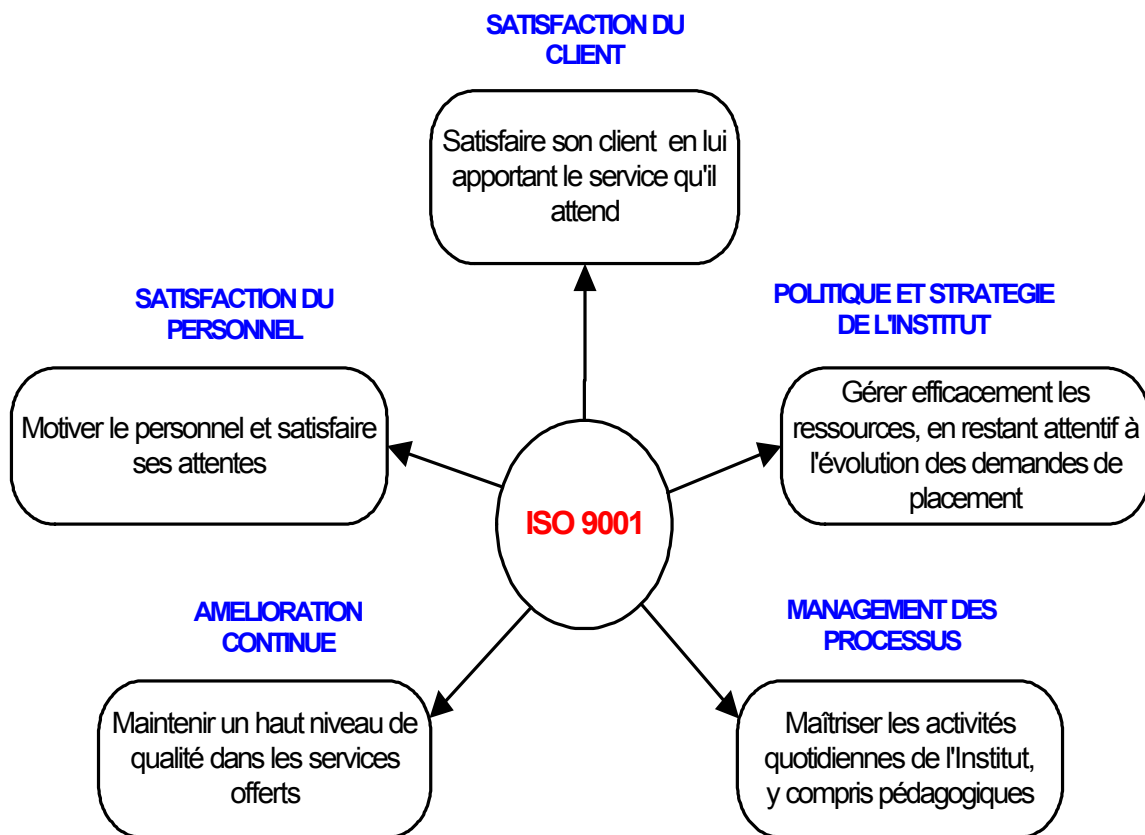 SATISFACTION DU
CLIENT
Satisfaire son client en lui
apportant le service qu'il
attend
SATISFACTION DU
PERSONNEL
Motiver le personnel et satisfaire
ses attentes
POLITIQUE ET STRATEGIE
DE L'INSTITUT
Gérer efficacement les
ressources, en restant attentif à
l'évolution des demandes de
placement
ISO 9001
AMELIORATION
CONTINUE
Maintenir un haut niveau de
qualité dans les services
offerts
MANAGEMENT DES
PROCESSUS
Maîtriser les activités
quotidiennes de l'Institut,
y compris pédagogiques